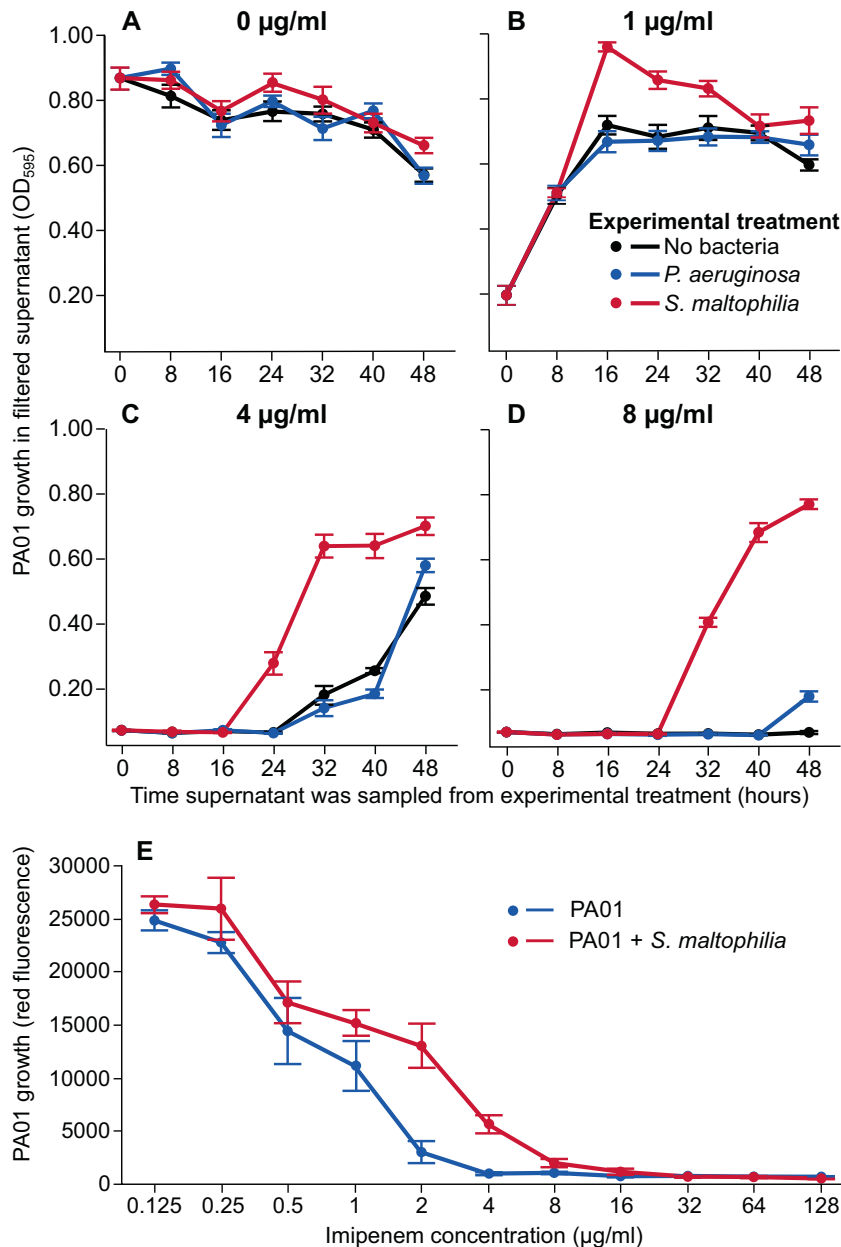 A 0 µg/ml
B 1 µg/ml
PA01 growth in filtered supernatant (OD595)
1.00
0.80
0.60
0.40
0.20
Experimental treatment
No bacteria
P. aeruginosa
S. maltophilia
0 8 16 24 32 40 48
0 8 16 24 32 40 48
C 4 µg/ml
D 8 µg/ml
1.00
0.80
0.60
0.40
0.20
0 8 16 24 32 40 48
0 8 16 24 32 40 48
Time supernatant was sampled from experimental treatment (hours)
E
PA01 growth (red fluorescence)
30000
25000
20000
15000
10000
5000
0
PA01
PA01 + S. maltophilia
0.125 0.25 0.5 1 2 4 8 16 32 64 128
Imipenem concentration (µg/ml)